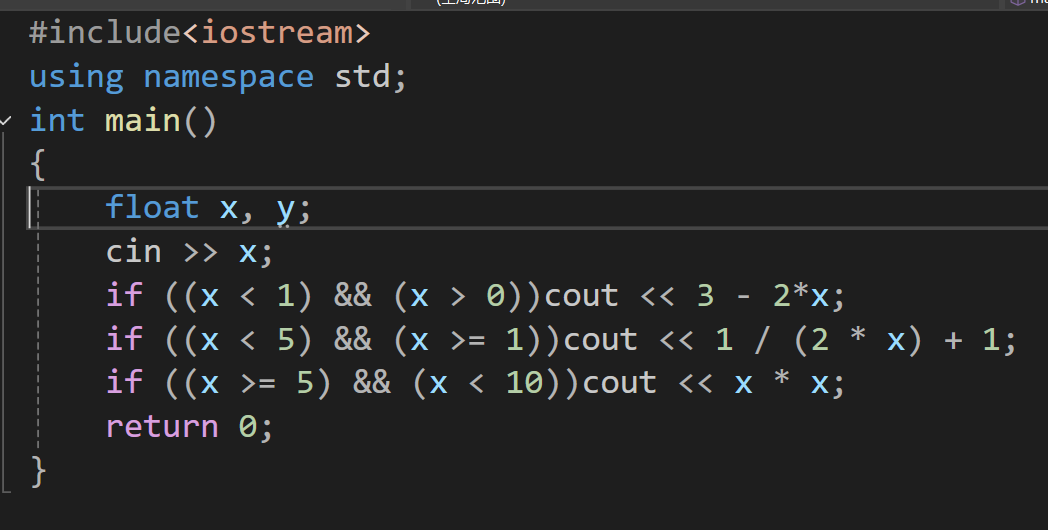 #include<iostream>
using namespace std;
int main()
{
float x, y;
cin >> x;
if ((x < 1) && (x > 0))cout << 3 - 2*x;
if ((x < 5) && (x >= 1))cout << 1 / (2 * x) + 1;
if ((x >= 5) && (x < 10))cout << x * x;
return 0;
}